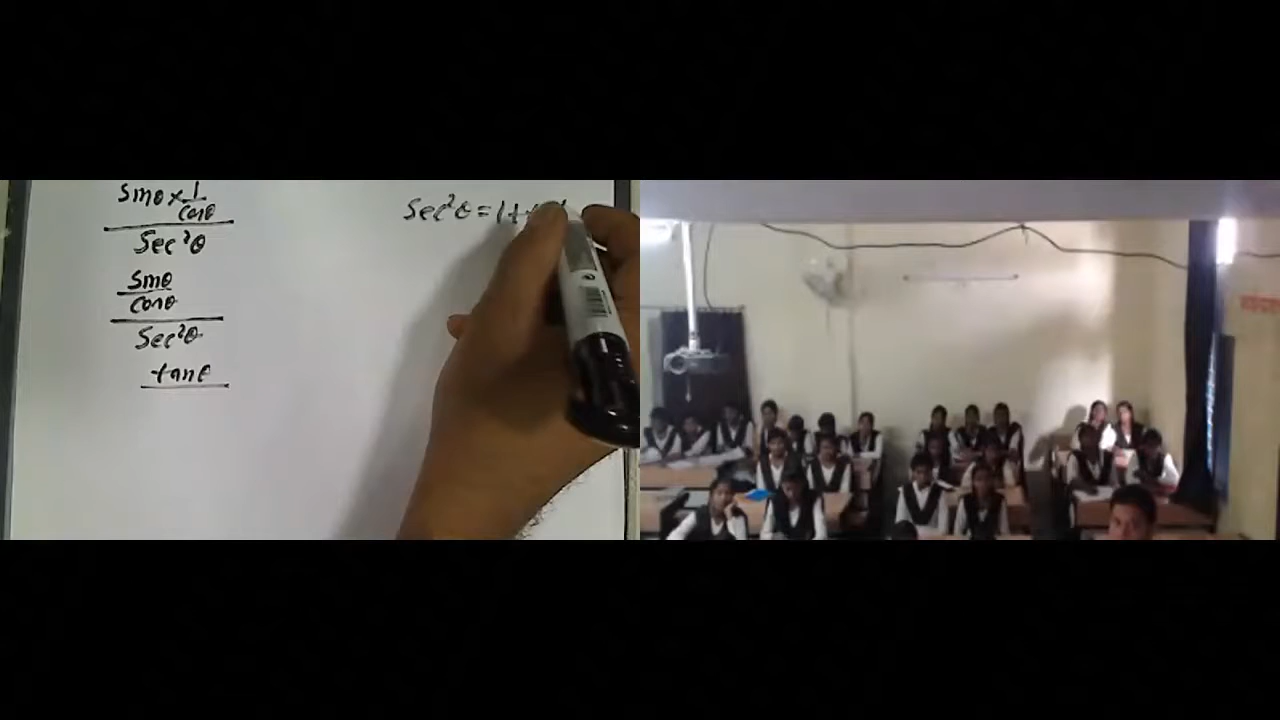 sinθ × 1/cosθ
Sec²θ
sinθ/cosθ
Sec²θ
tanθ
Sec²θ = 1+